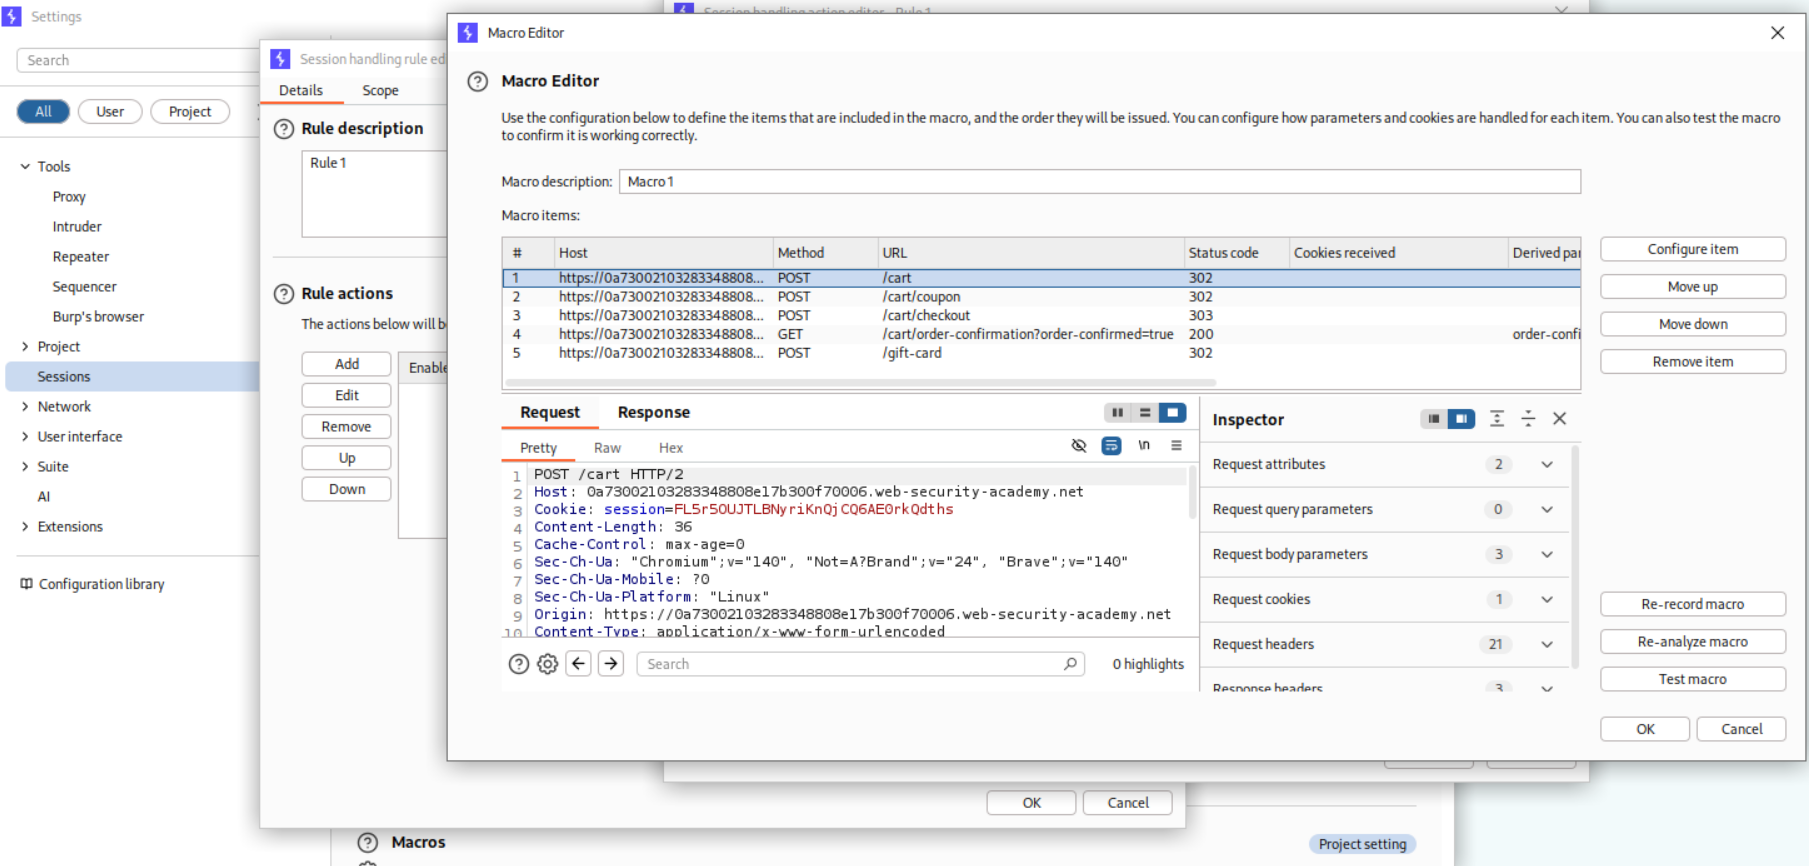 Settings
Search
All
User
Project
Tools
Proxy
Intruder
Repeater
Sequencer
Burp's browser
Project
Sessions
Network
User interface
Suite
AI
Extensions
Configuration library
Session handling rule ed
Details
Scope
Rule description
Rule 1
Rule actions
The actions below will b
Add
Edit
Remove
Up
Down
Enable
OK
Cancel
Macros
Project setting
Session handling action editor - Rule 1
Macro Editor
Macro Editor
Use the configuration below to define the items that are included in the macro, and the order they will be issued. You can configure how parameters and cookies are handled for each item. You can also test the macro
to confirm it is working correctly.
Macro description: Macro 1
Macro items:
# Host Method URL Status code Cookies received Derived par
1 https://0a73002103283348808... POST /cart 302
2 https://0a73002103283348808... POST /cart/coupon 302
3 https://0a73002103283348808... POST /cart/checkout 303
4 https://0a73002103283348808... GET /cart/order-confirmation?order-confirmed=true 200 order-confi
5 https://0a73002103283348808... POST /gift-card 302
Configure item
Move up
Move down
Remove item
Request
Response
Pretty
Raw
Hex
\n
1 POST /cart HTTP/2
2 Host: 0a73002103283348808e17b300f70006.web-security-academy.net
3 Cookie: session=FL5r5OUJTLBNyriKnQjCQ6AE0rkQdths
4 Content-Length: 36
5 Cache-Control: max-age=0
6 Sec-Ch-Ua: "Chromium";v="140", "Not=A?Brand";v="24", "Brave";v="140"
7 Sec-Ch-Ua-Mobile: ?0
8 Sec-Ch-Ua-Platform: "Linux"
9 Origin: https://0a73002103283348808e17b300f70006.web-security-academy.net
10 Content-Type: application/x-www-form-urlencoded
Search
0 highlights
Inspector
Request attributes 2
Request query parameters 0
Request body parameters 3
Request cookies 1
Request headers 21
Response headers 3
Re-record macro
Re-analyze macro
Test macro
OK
Cancel